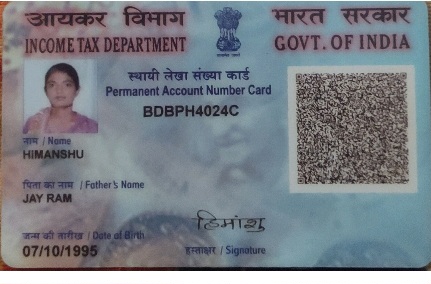 आयकर विभाग
INCOME TAX DEPARTMENT
भारत सरकार
GOVT. OF INDIA
स्थायी लेखा संख्या कार्ड
Permanent Account Number Card
BDBPH4024C
नाम / Name
HIMANSHU
पिता का नाम / Father's Name
JAY RAM
जन्म की तारीख / Date of Birth
07/10/1995
हिमांशु
हस्ताक्षर / Signature